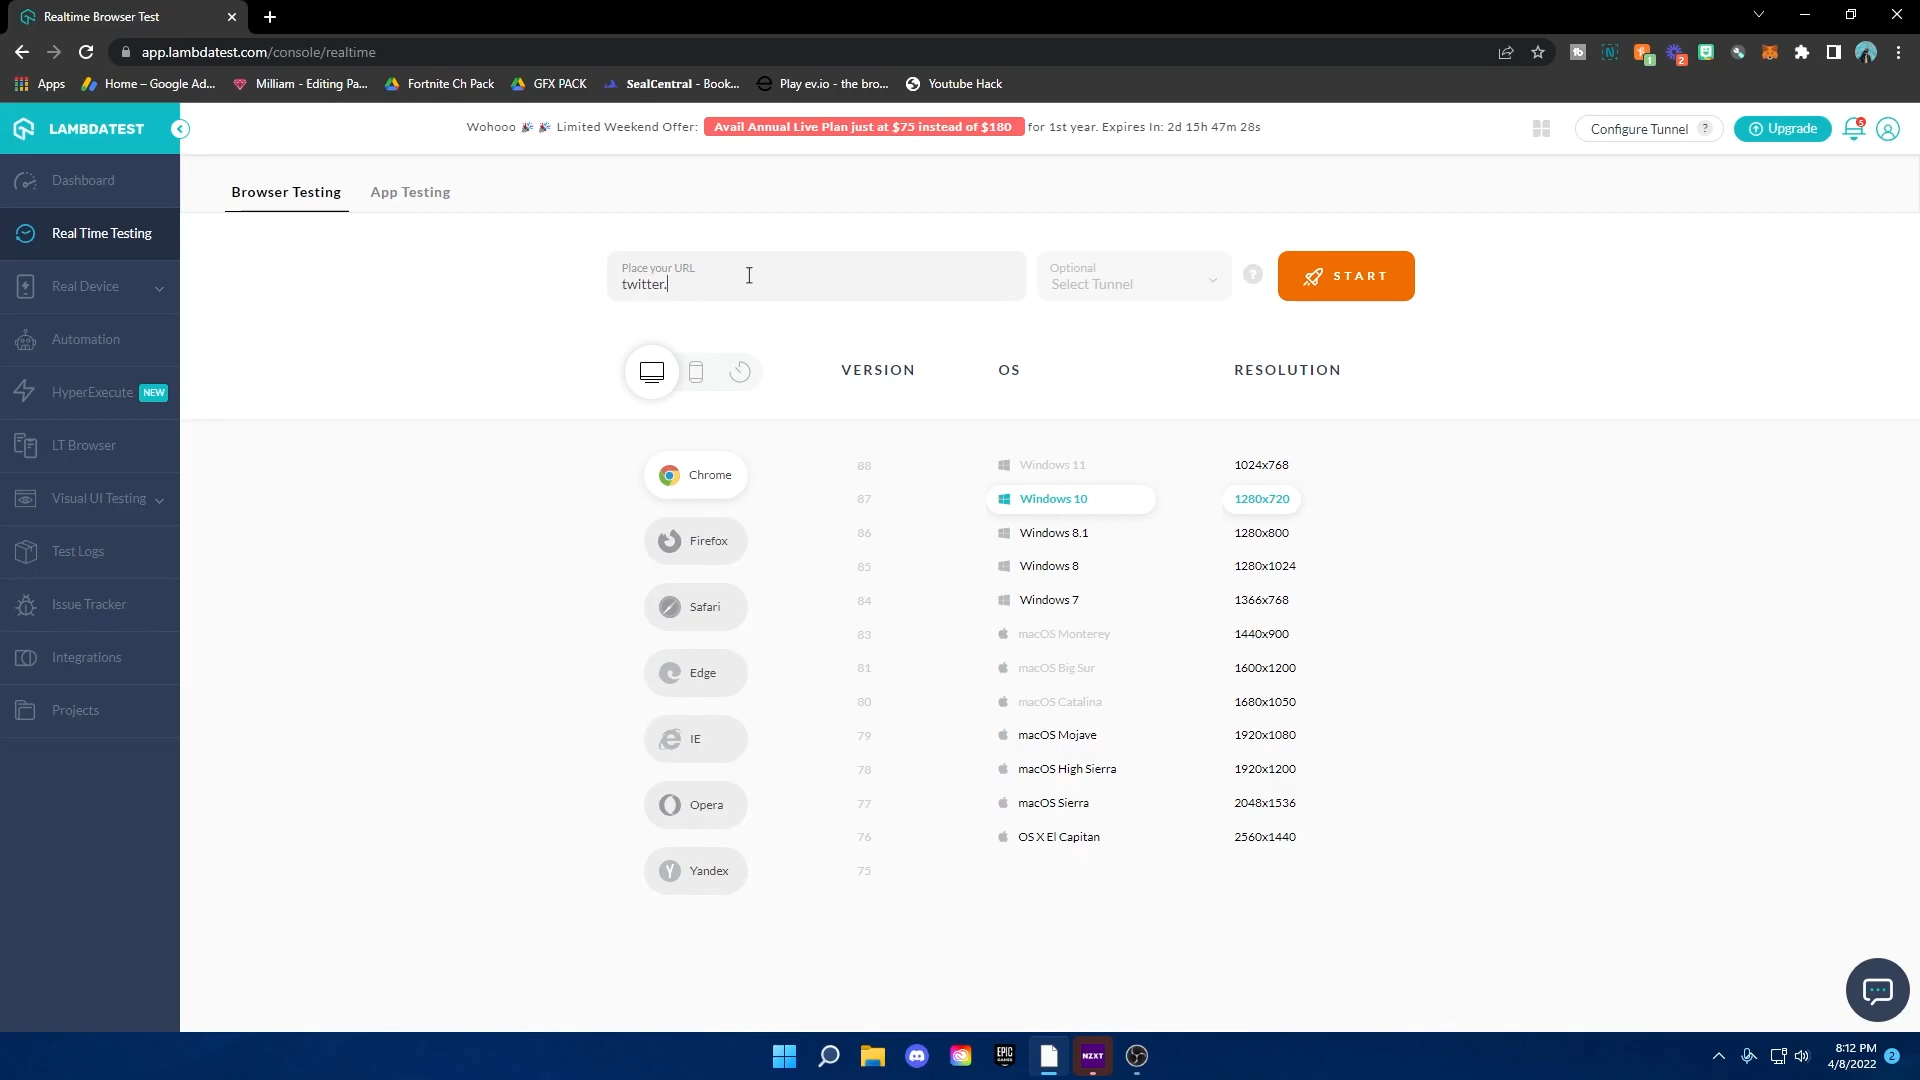 Realtime Browser Test
app.lambdatest.com/console/realtime
1
2
Apps
Home – Google Ad...
Milliam - Editing Pa...
Fortnite Ch Pack
GFX PACK
SealCentral - Book...
Play ev.io - the bro...
Youtube Hack
LAMBDATEST
Wohooo Limited Weekend Offer: Avail Annual Live Plan just at $75 instead of $180 for 1st year. Expires In: 2d 15h 47m 28s
Configure Tunnel ?
Upgrade
5
Dashboard
Real Time Testing
Real Device
Automation
HyperExecute NEW
LT Browser
Visual UI Testing
Test Logs
Issue Tracker
Integrations
Projects
Browser Testing
App Testing
Place your URL
twitter.
Optional
Select Tunnel
?
START
VERSION
OS
RESOLUTION
Chrome
Firefox
Safari
Edge
IE
Opera
Yandex
88
87
86
85
84
83
81
80
79
78
77
76
75
Windows 11
Windows 10
Windows 8.1
Windows 8
Windows 7
macOS Monterey
macOS Big Sur
macOS Catalina
macOS Mojave
macOS High Sierra
macOS Sierra
OS X El Capitan
1024x768
1280x720
1280x800
1280x1024
1366x768
1440x900
1600x1200
1680x1050
1920x1080
1920x1200
2048x1536
2560x1440
EPIC
GAMES
NZXT
8:12 PM
4/8/2022
2